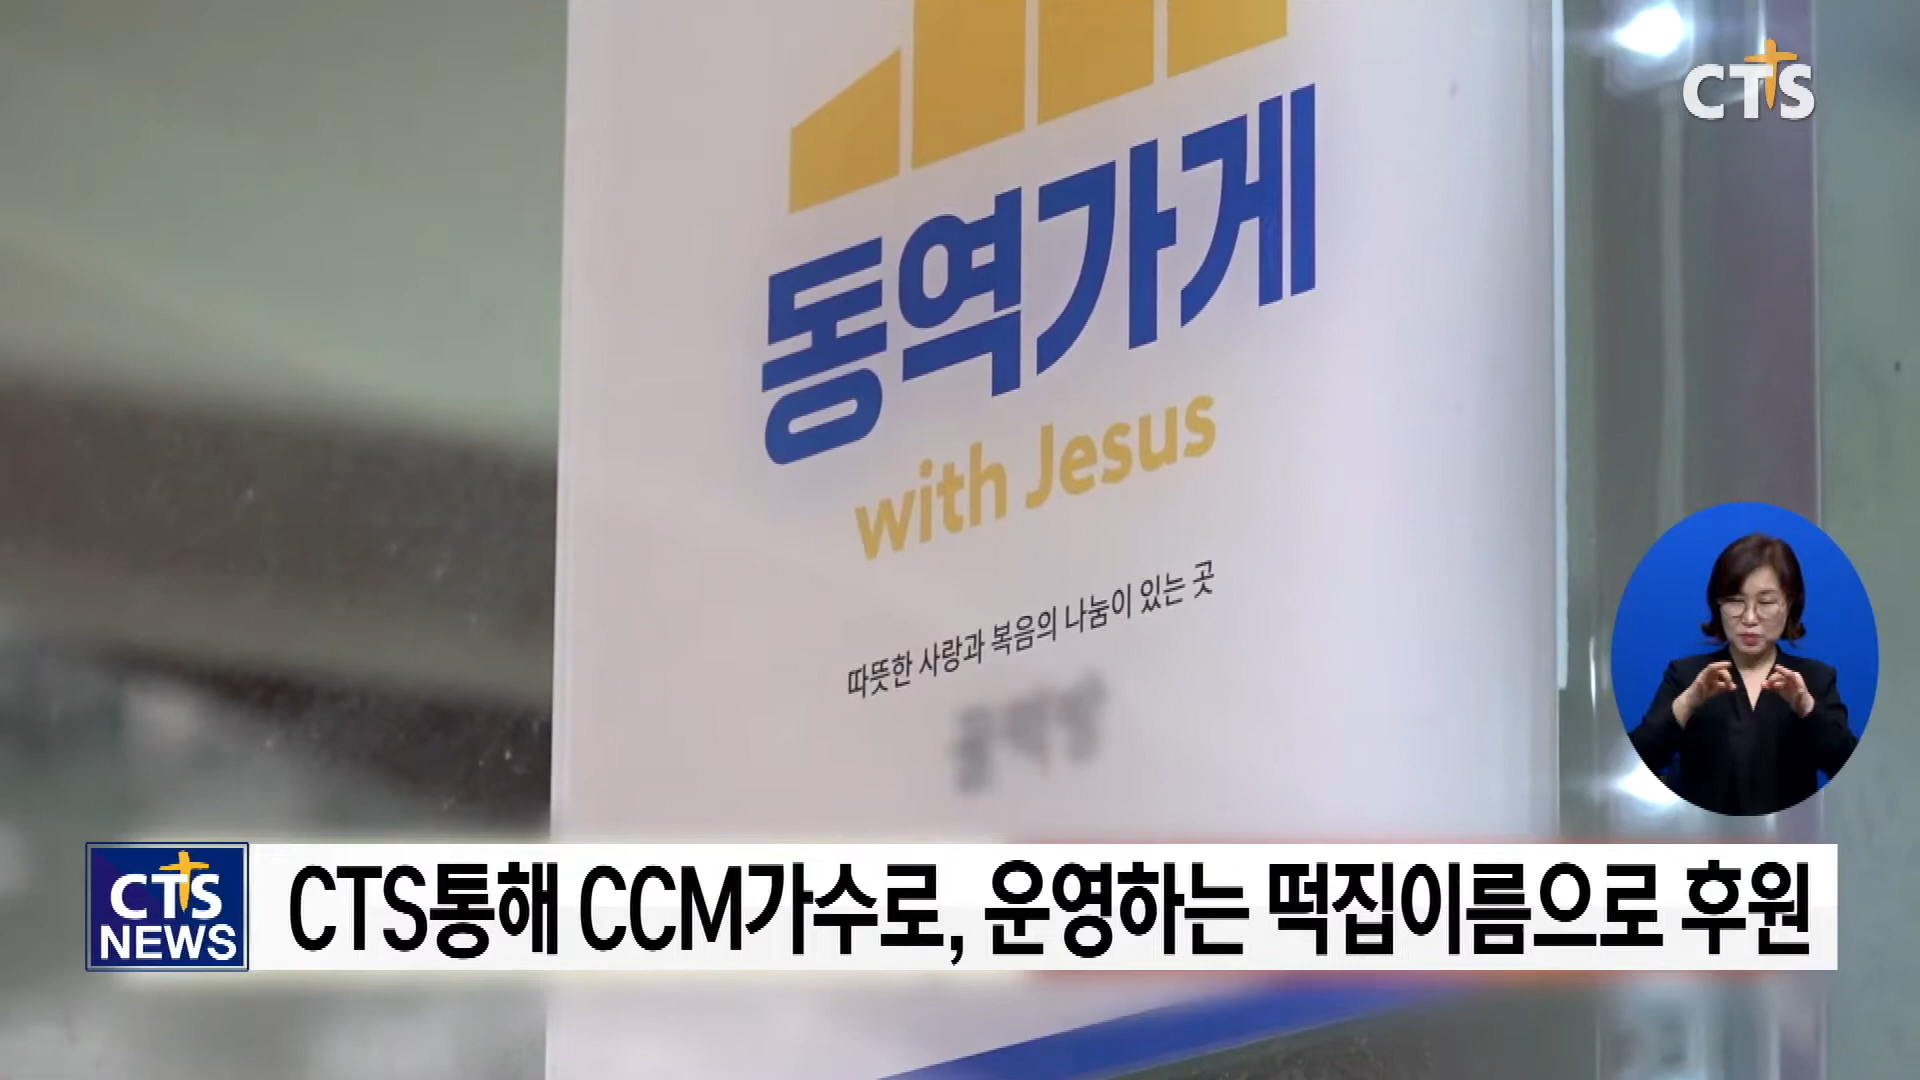 CTS
동역가게
with Jesus
따뜻한 사랑과 복음의 나눔이 있는 곳
CTS
NEWS
CTS통해 CCM가수로, 운영하는 떡집이름으로 후원